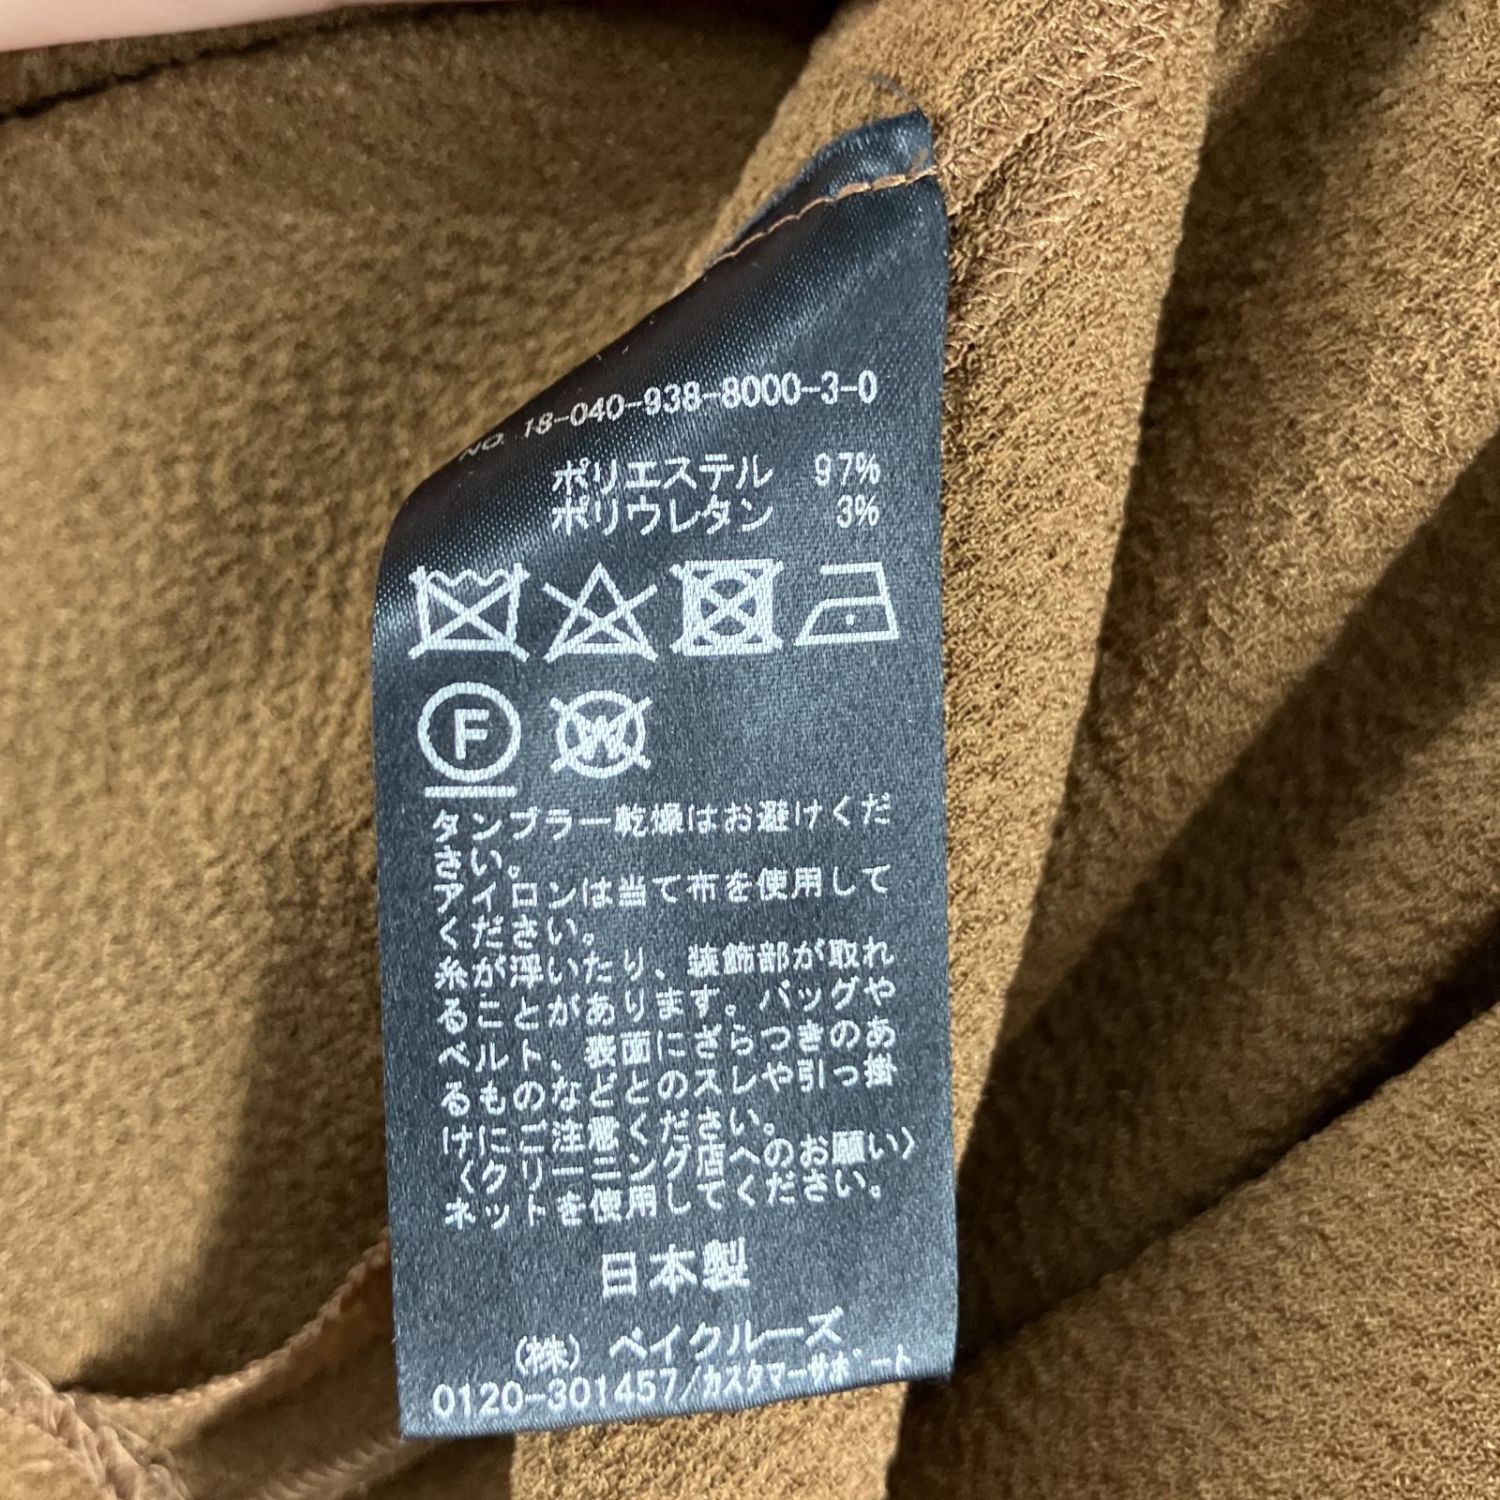 NO. 18-040-938-8000-3-0
ポリエステル 97%
ポリウレタン 3%
F
W
タンブラー乾燥はお避けくだ
さい。
アイロンは当て布を使用して
ください。
糸が浮いたり、装飾部が取れ
ることがあります。バッグや
ベルト、表面にざらつきのあ
るものなどとのスレや引っ掛
けにご注意ください。
〈クリーニング店へのお願い〉
ネットを使用してください。
日本製
(株) ベイクルーズ
0120-301457/カスタマーサポート